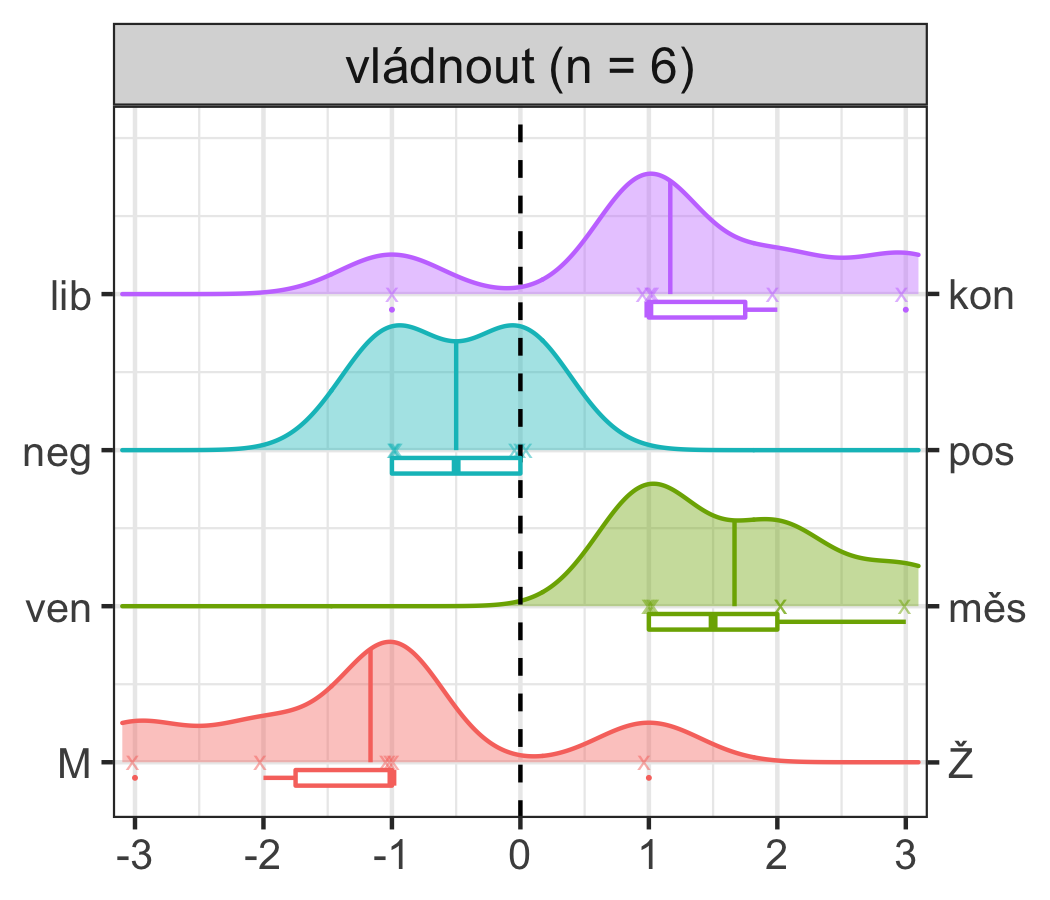 vládnout (n = 6)
lib kon
neg pos
ven měs
M Ž
-3 -2 -1 0 1 2 3